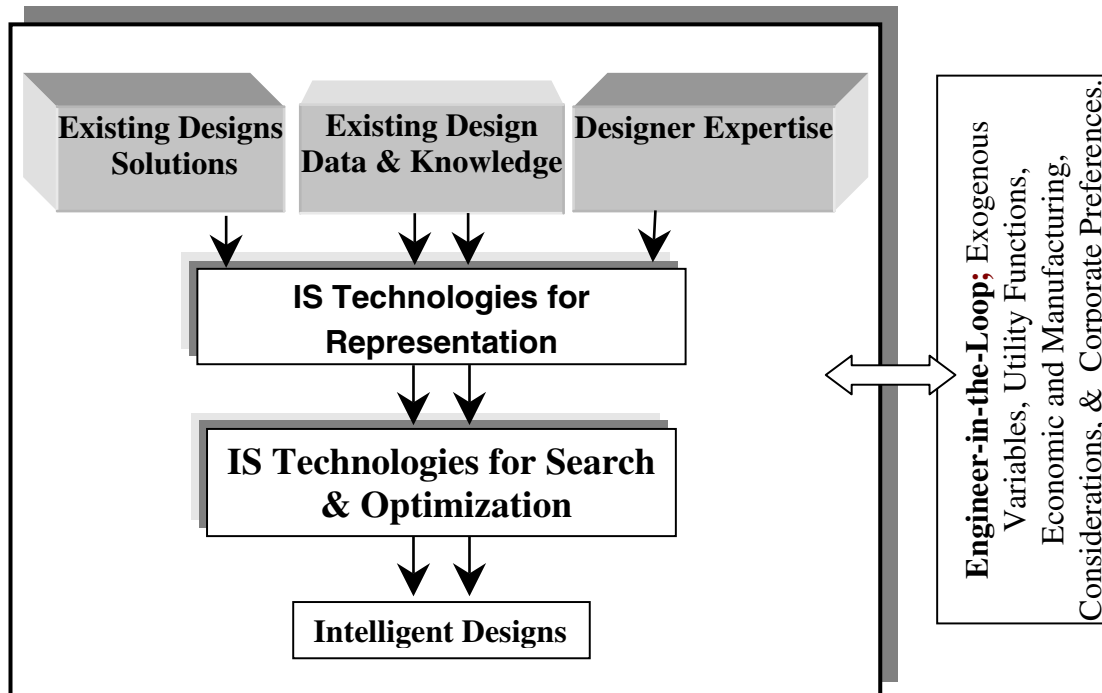 Existing Designs
Solutions
Existing Design
Data & Knowledge
Designer Expertise
IS Technologies for
Representation
IS Technologies for Search
& Optimization
Intelligent Designs
Engineer-in-the-Loop; Exogenous
Variables, Utility Functions,
Economic and Manufacturing,
Considerations, & Corporate Preferences.